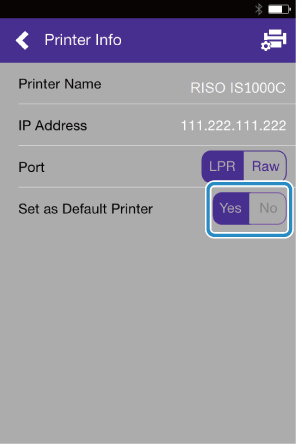 Printer Info
Printer Name RISO IS1000C
IP Address 111.222.111.222
Port LPR Raw
Set as Default Printer Yes No